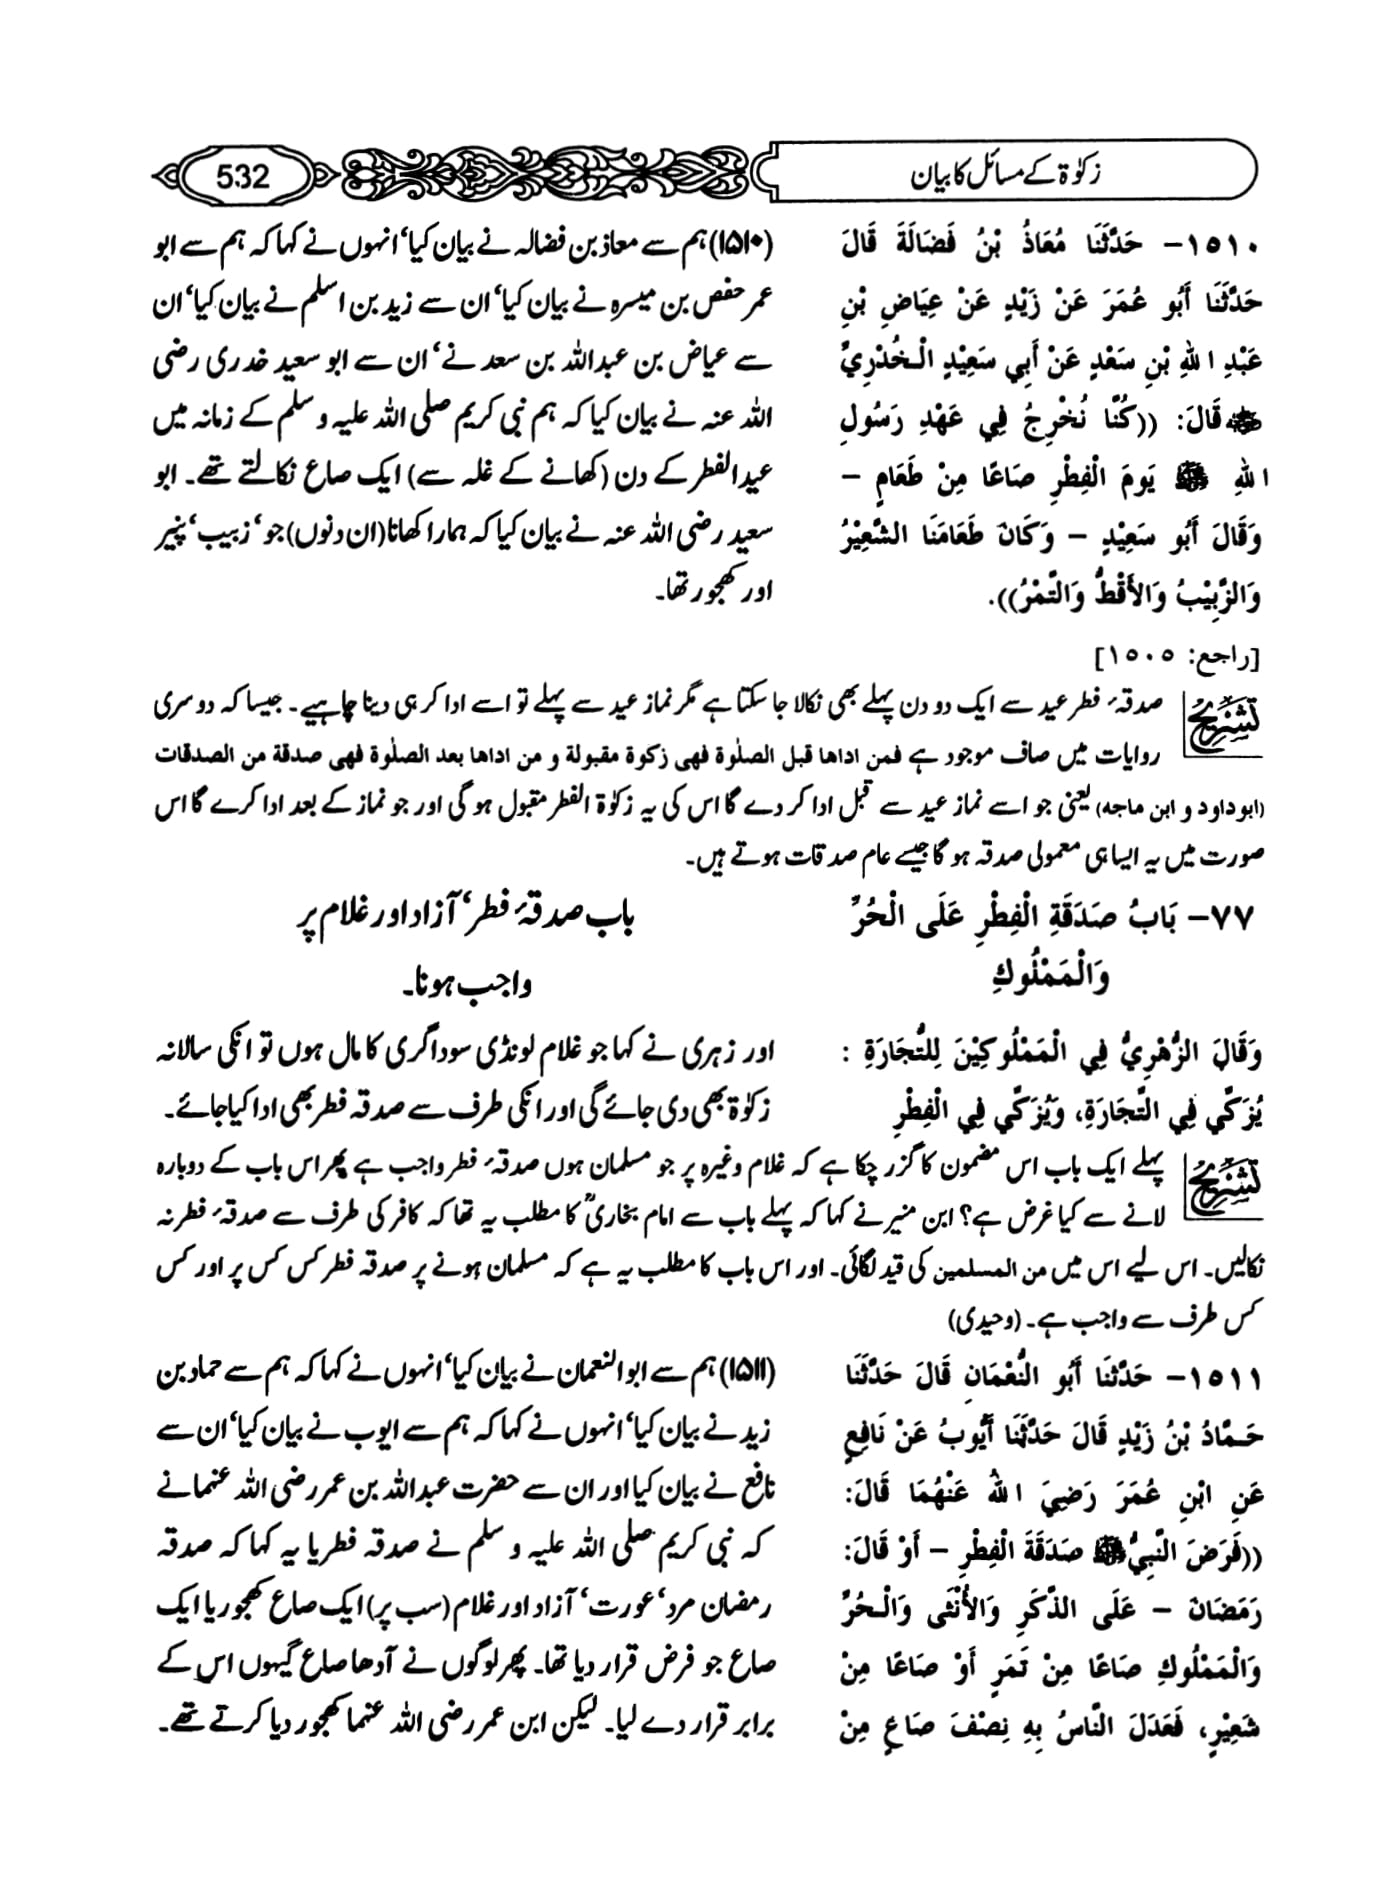 زکوٰۃ کے مسائل کا بیان
532
١٥١٠- حَدَّثَنَا مُعَاذُ بْنُ فَضَالَةَ قَالَ
حَدَّثَنَا أَبُو عُمَرَ عَنْ زَيْدٍ عَنْ عِيَاضِ بْنِ
عَبْدِ اللهِ بْنِ سَعْدٍ عَنْ أَبِي سَعِيْدٍ الْخُدْرِيِّ
قَالَ: ((كُنَّا نُخْرِجُ فِي عَهْدِ رَسُولِ
اللهِ ﷺ يَومَ الْفِطْرِ صَاعًا مِنْ طَعَامٍ –
وَقَالَ أَبُو سَعِيْدٍ – وَكَانَ طَعَامَنَا الشَّعِيْرُ
وَالزَّبِيْبُ وَالأَقْطُ وَالتَّمْرُ)).
[راجع: ١٥٠٥]
(۱۵۱۰) ہم سے معاذ بن فضالہ نے بیان کیا‘ انہوں نے کہا کہ ہم سے ابو
عمر حفص بن میسرہ نے بیان کیا‘ ان سے زید بن اسلم نے بیان کیا‘ ان
سے عیاض بن عبداللہ بن سعد نے‘ ان سے ابو سعید خدری رضی
اللہ عنہ نے بیان کیا کہ ہم نبی کریم صلی اللہ علیہ و سلم کے زمانہ میں
عیدالفطر کے دن (کھانے کے غلہ سے) ایک صاع نکالتے تھے۔ ابو
سعید رضی اللہ عنہ نے بیان کیا کہ ہمارا کھانا (ان دنوں) جو‘ زبیب‘ پنیر
اور کھجور تھا۔
تشریح
صدقۂ فطر عید سے ایک دو دن پہلے بھی نکالا جا سکتا ہے مگر نماز عید سے پہلے تو اسے ادا کر ہی دینا چاہیے۔ جیسا کہ دوسری
روایات میں صاف موجود ہے فمن اداھا قبل الصلوٰۃ فھی زکوۃ مقبولة و من اداھا بعد الصلوٰۃ فھی صدقة من الصدقات
(ابوداود و ابن ماجه) یعنی جو اسے نماز عید سے قبل ادا کر دے گا اس کی یہ زکوٰۃ الفطر مقبول ہو گی اور جو نماز کے بعد ادا کرے گا اس
صورت میں یہ ایسا ہی معمولی صدقہ ہو گا جیسے عام صدقات ہوتے ہیں۔
٧٧- بَابُ صَدَقَةِ الْفِطْرِ عَلَى الْحُرِّ
وَالْمَمْلُوكِ
باب صدقۂ فطر‘ آزاد اور غلام پر
واجب ہونا۔
وَقَالَ الزُّهْرِيُّ فِي الْمَمْلُوكِيْنَ لِلتِّجَارَةِ :
يُزَكَّي فِي التِّجَارَةِ، وَيُزَكَّي فِي الْفِطْرِ
اور زہری نے کہا جو غلام لونڈی سوداگری کا مال ہوں تو انکی سالانہ
زکوٰۃ بھی دی جائے گی اور انکی طرف سے صدقہ فطر بھی ادا کیا جائے۔
تشریح
پہلے ایک باب اس مضمون کا گزر چکا ہے کہ غلام وغیرہ پر جو مسلمان ہوں صدقۂ فطر واجب ہے پھر اس باب کے دوبارہ
لانے سے کیا غرض ہے؟ ابن منیر نے کہا کہ پہلے باب سے امام بخاریؒ کا مطلب یہ تھا کہ کافر کی طرف سے صدقۂ فطر نہ
نکالیں۔ اس لیے اس میں من المسلمین کی قید لگائی۔ اور اس باب کا مطلب یہ ہے کہ مسلمان ہونے پر صدقہ فطر کس کس پر اور کس
کس طرف سے واجب ہے۔ (وحیدی)
١٥١١- حَدَّثَنَا أَبُو النُّعْمَانِ قَالَ حَدَّثَنَا
حَمَّادُ بْنُ زَيْدٍ قَالَ حَدَّثَنَا أَيُّوبُ عَنْ نَافِعٍ
عَنِ ابْنِ عُمَرَ رَضِيَ اللهُ عَنْهُمَا قَالَ:
((فَرَضَ النَّبِيُّ ﷺ صَدَقَةَ الْفِطْرِ – أَوْ قَالَ:
رَمَضَانَ – عَلَى الذَّكَرِ وَالأُنْثَى وَالْحُرِّ
وَالْمَمْلُوكِ صَاعًا مِنْ تَمَرٍ أَوْ صَاعًا مِنْ
شَعِيْرٍ، فَعَدَلَ النَّاسُ بِهِ نِصْفَ صَاعٍ مِنْ
(۱۵۱۱) ہم سے ابوالنعمان نے بیان کیا‘ انہوں نے کہا کہ ہم سے حماد بن
زید نے بیان کیا‘ انہوں نے کہا کہ ہم سے ایوب نے بیان کیا‘ ان سے
نافع نے بیان کیا اور ان سے حضرت عبداللہ بن عمر رضی اللہ عنہما نے
کہ نبی کریم صلی اللہ علیہ و سلم نے صدقہ فطر یا یہ کہا کہ صدقہ
رمضان مرد‘ عورت‘ آزاد اور غلام (سب پر) ایک صاع کھجور یا ایک
صاع جو فرض قرار دیا تھا۔ پھر لوگوں نے آدھا صاع گیہوں اس کے
برابر قرار دے لیا۔ لیکن ابن عمر رضی اللہ عنہما کھجور دیا کرتے تھے۔